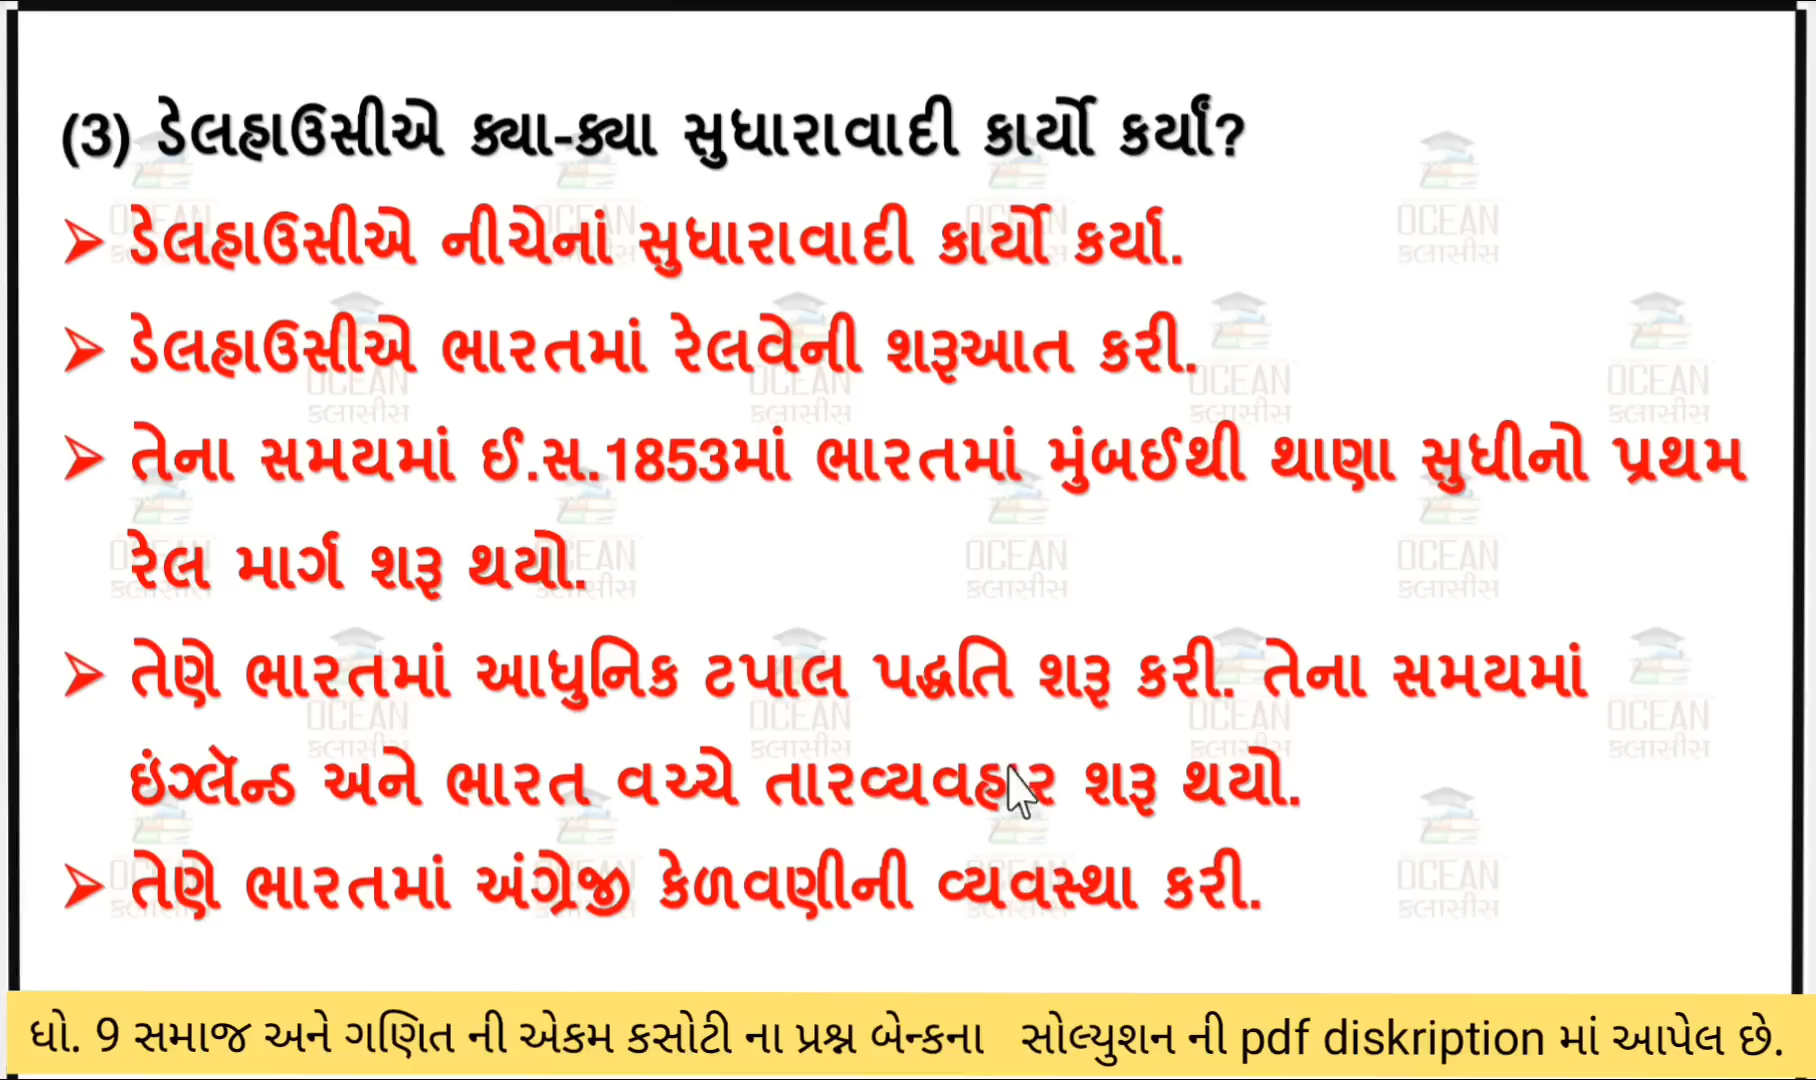 (3) ડેલહાઉસીએ ક્યા-ક્યા સુધારાવાદી કાર્યો કર્યાં?
➢ ડેલહાઉસીએ નીચેનાં સુધારાવાદી કાર્યો કર્યા.
➢ ડેલહાઉસીએ ભારતમાં રેલવેની શરૂઆત કરી.
➢ તેના સમયમાં ઈ.સ.1853માં ભારતમાં મુંબઈથી થાણા સુધીનો પ્રથમ
રેલ માર્ગ શરૂ થયો.
➢ તેણે ભારતમાં આધુનિક ટપાલ પદ્ધતિ શરૂ કરી. તેના સમયમાં
ઇંગ્લૅન્ડ અને ભારત વચ્ચે તારવ્યવહાર શરૂ થયો.
➢ તેણે ભારતમાં અંગ્રેજી કેળવણીની વ્યવસ્થા કરી.
OCEAN
ક્લાસીસ
ધો. 9 સમાજ અને ગણિત ની એકમ કસોટી ના પ્રશ્ન બેન્કના સોલ્યુશન ની pdf diskription માં આપેલ છે.